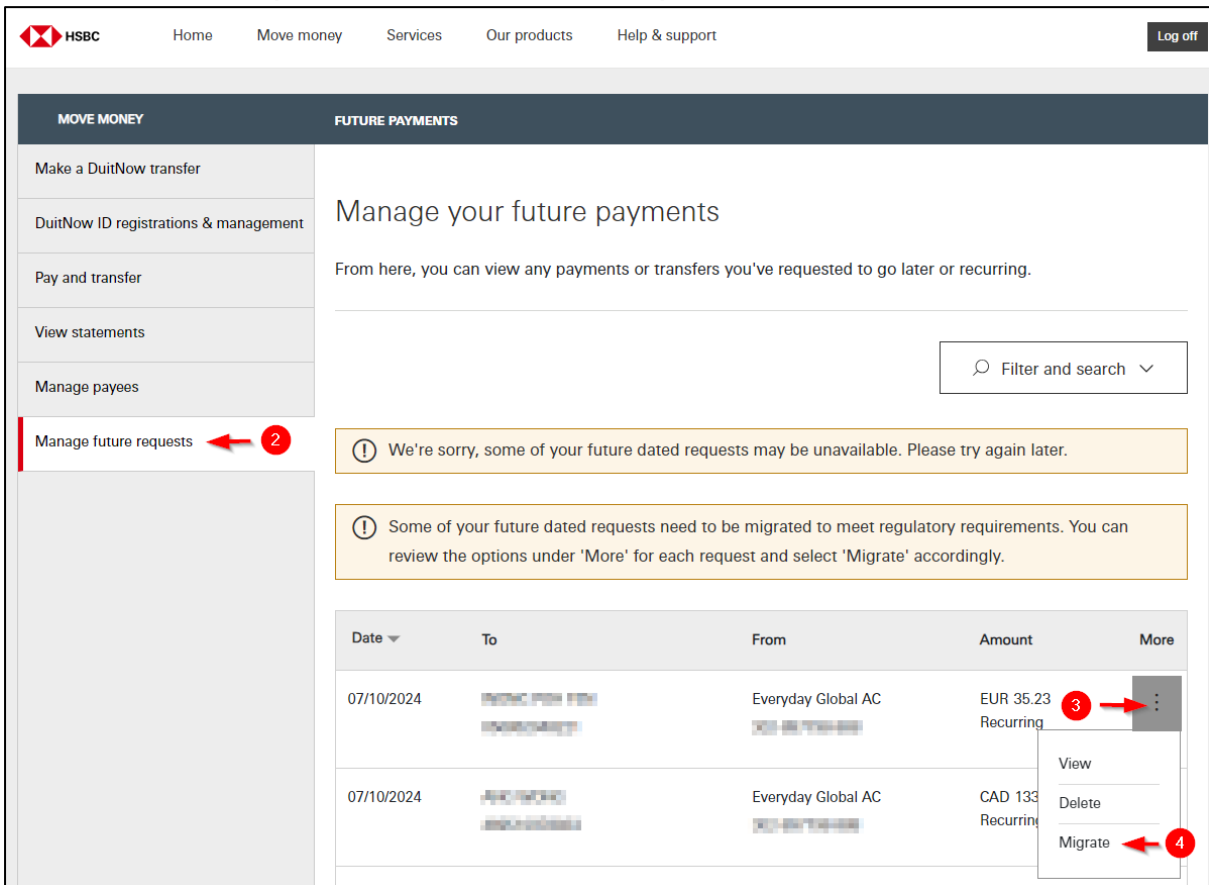 HSBC Home Move money Services Our products Help & support Log off
MOVE MONEY
FUTURE PAYMENTS
Make a DuitNow transfer
DuitNow ID registrations & management
Pay and transfer
View statements
Manage payees
Manage future requests 2
Manage your future payments
From here, you can view any payments or transfers you've requested to go later or recurring.
Filter and search
We're sorry, some of your future dated requests may be unavailable. Please try again later.
Some of your future dated requests need to be migrated to meet regulatory requirements. You can
review the options under 'More' for each request and select 'Migrate' accordingly.
Date To From Amount More
07/10/2024 Everyday Global AC EUR 35.23 3
Recurring
View
07/10/2024 Everyday Global AC CAD 133
Delete
Recurring
Migrate 4